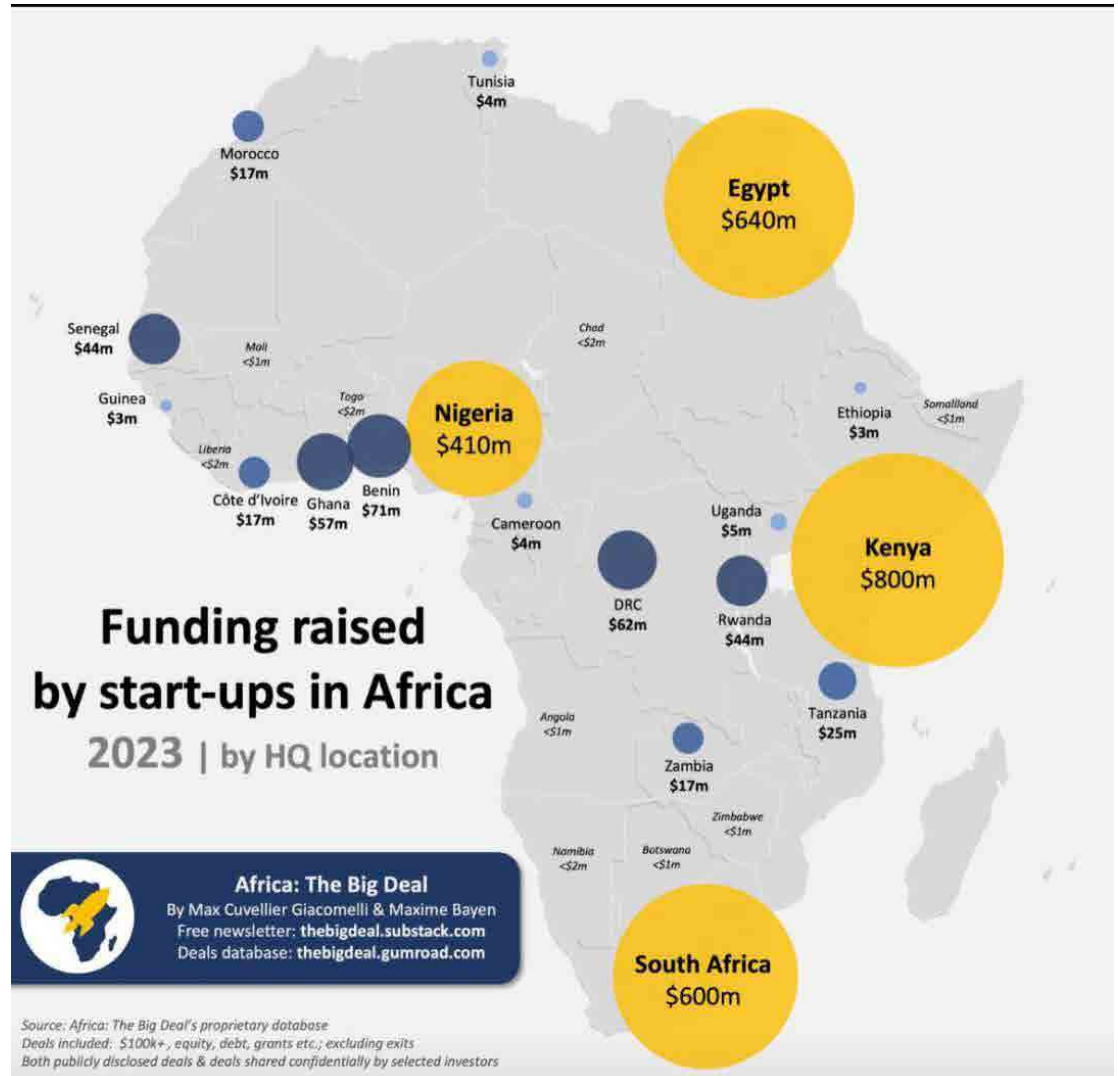 Tunisia
$4m
Morocco
$17m
Egypt
$640m
Senegal
$44m
Mali
<$1m
Chad
<$2m
Guinea
$3m
Togo
<$2m
Nigeria
$410m
Ethiopia
$3m
Somaliland
<$1m
Liberia
<$2m
Côte d'Ivoire
$17m
Ghana
$57m
Benin
$71m
Cameroon
$4m
Uganda
$5m
Kenya
$800m
DRC
$62m
Rwanda
$44m
Funding raised
by start-ups in Africa
2023 | by HQ location
Tanzania
$25m
Angola
<$1m
Zambia
$17m
Zimbabwe
<$1m
Namibia
<$2m
Botswana
<$1m
South Africa
$600m
Africa: The Big Deal
By Max Cuvellier Giacomelli & Maxime Bayen
Free newsletter: thebigdeal.substack.com
Deals database: thebigdeal.gumroad.com
Source: Africa: The Big Deal's proprietary database
Deals included: $100k+, equity, debt, grants etc.; excluding exits
Both publicly disclosed deals & deals shared confidentially by selected investors